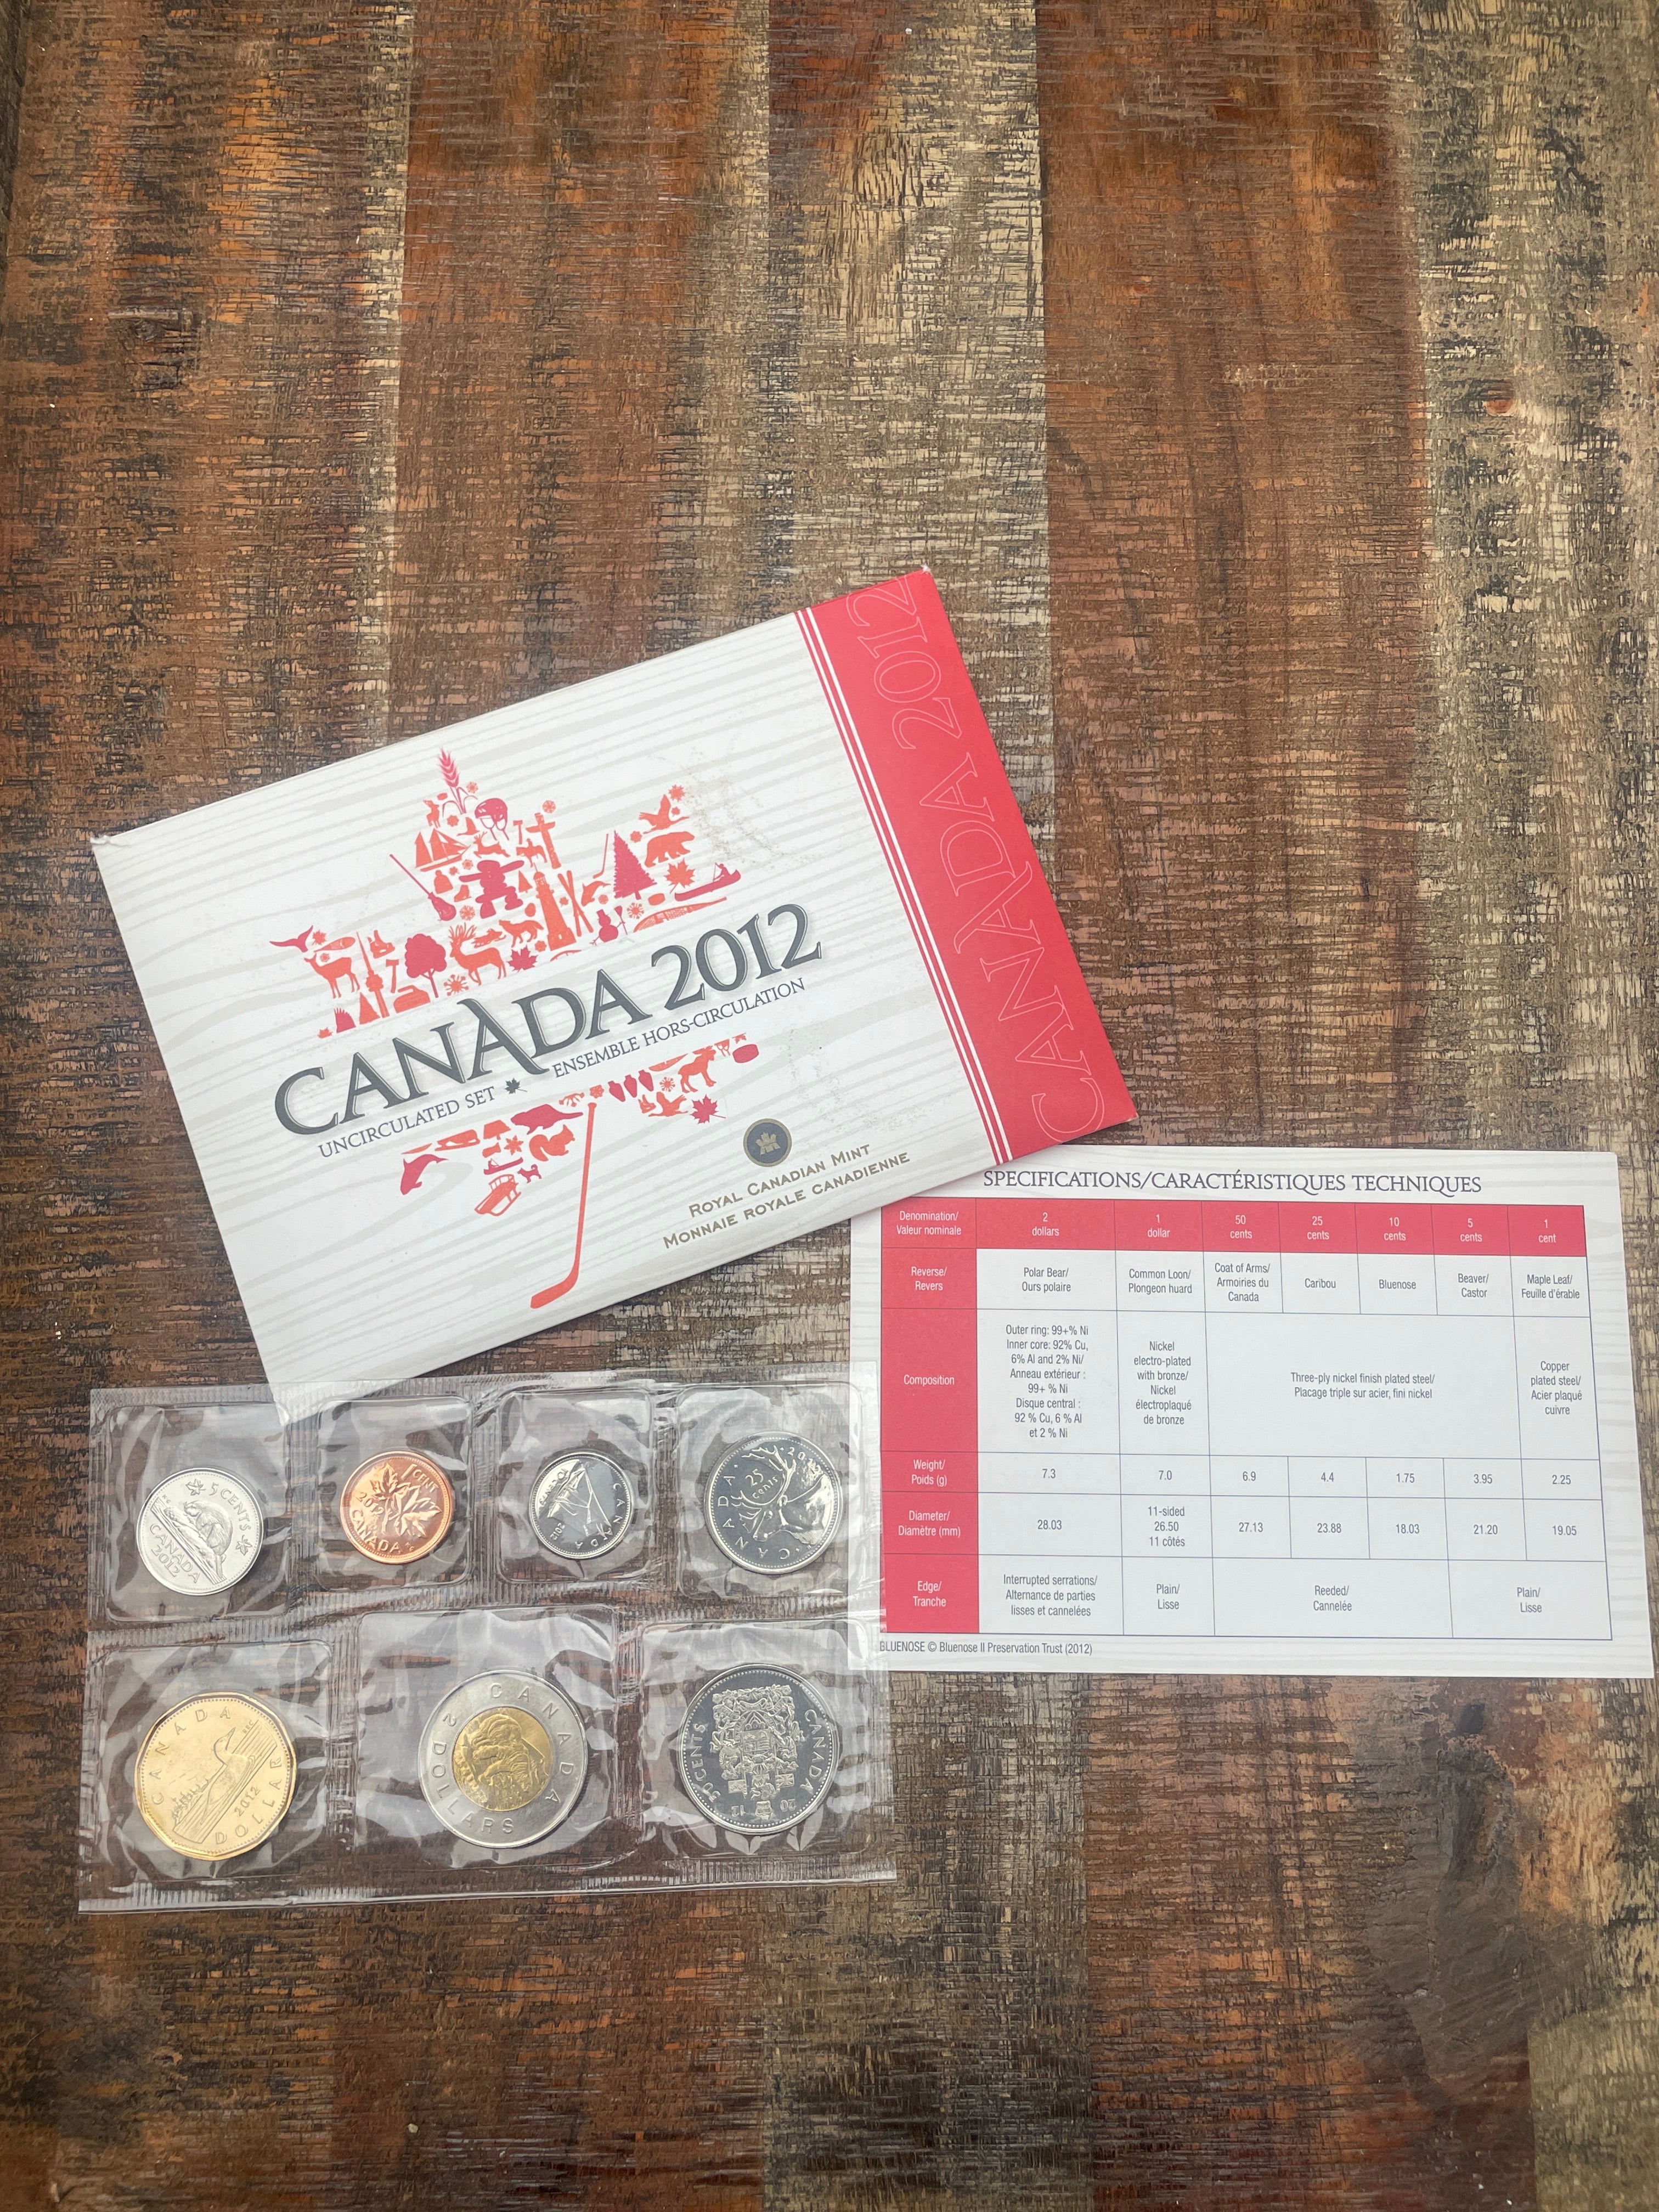 CANADA 2012
CANADA 2012
UNCIRCULATED SET ENSEMBLE HORS-CIRCULATION
ROYAL CANADIAN MINT
MONNAIE ROYALE CANADIENNE
SPECIFICATIONS/CARACTÉRISTIQUES TECHNIQUES
Denomination/
Valeur nominale
2
dollars
1
dollar
50
cents
25
cents
10
cents
5
cents
1
cent
Reverse/
Revers
Polar Bear/
Ours polaire
Common Loon/
Plongeon huard
Coat of Arms/
Armoiries du
Canada
Caribou
Bluenose
Beaver/
Castor
Maple Leaf/
Feuille d'érable
Composition
Outer ring: 99+% Ni
Inner core: 92% Cu,
6% Al and 2% Ni/
Anneau extérieur :
99+ % Ni
Disque central :
92 % Cu, 6 % Al
et 2 % Ni
Nickel
electro-plated
with bronze/
Nickel
électroplaqué
de bronze
Three-ply nickel finish plated steel/
Placage triple sur acier, fini nickel
Copper
plated steel/
Acier plaqué
cuivre
Weight/
Poids (g)
7.3
7.0
6.9
4.4
1.75
3.95
2.25
Diameter/
Diamètre (mm)
28.03
11-sided
26.50
11 côtés
27.13
23.88
18.03
21.20
19.05
Edge/
Tranche
Interrupted serrations/
Alternance de parties
lisses et cannelées
Plain/
Lisse
Reeded/
Cannelée
Plain/
Lisse
BLUENOSE © Bluenose II Preservation Trust (2012)
5 CENTS
CANADA
2012
1 CENT
2012
CANADA
CANADA
2012
CANADA
25
cents
2012
CANADA
2012
DOLLAR
CANADA
2 DOLLARS
50 CENTS
CANADA
20 12